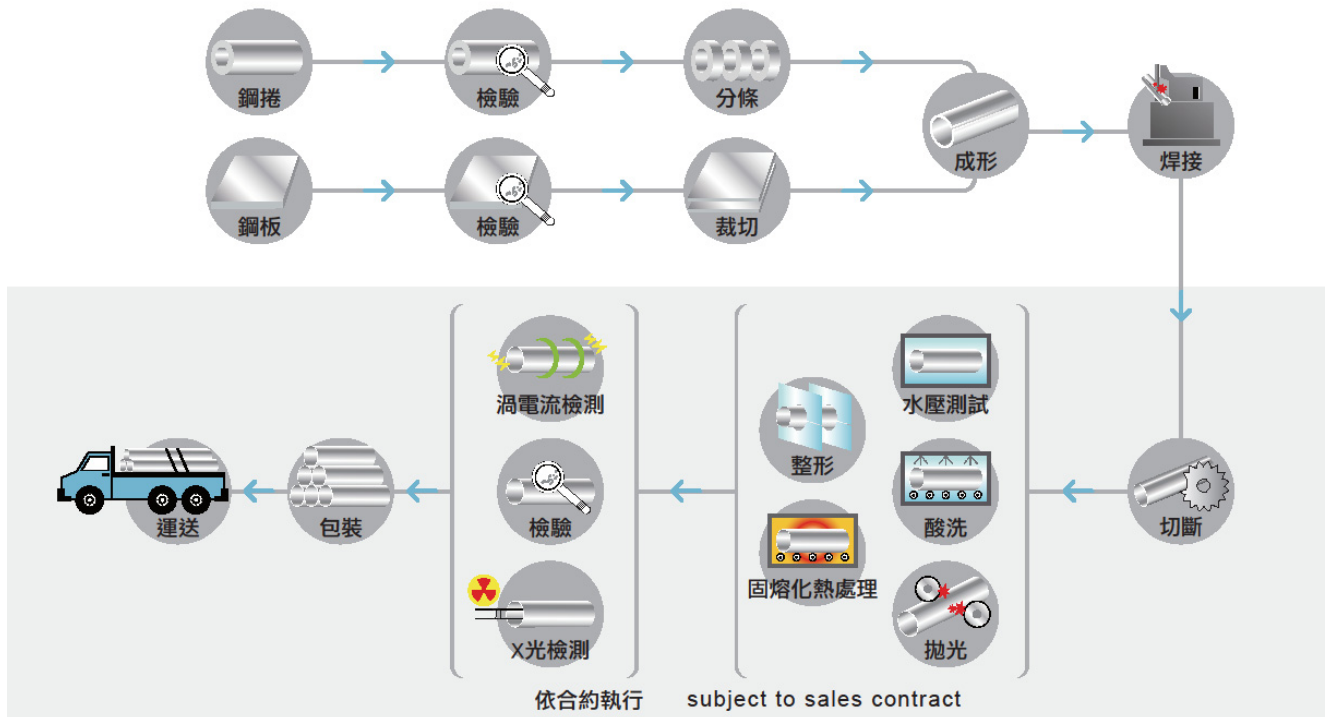 鋼捲
檢驗
分條
成形
焊接
鋼板
檢驗
裁切
切斷
水壓測試
整形
酸洗
固熔化熱處理
拋光
渦電流檢測
檢驗
X光檢測
包裝
運送
依合約執行 subject to sales contract